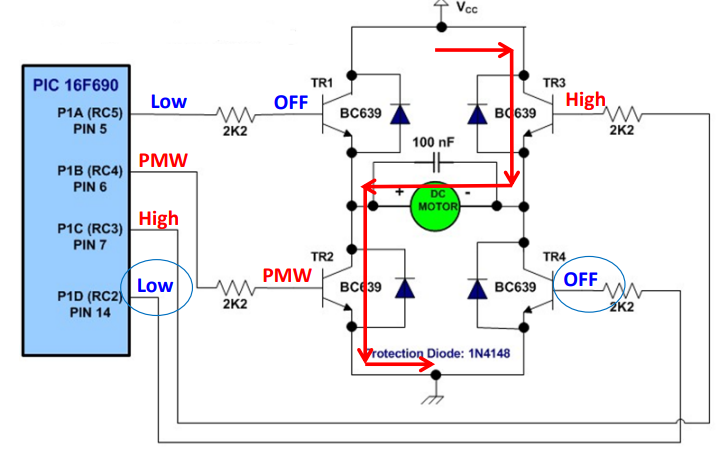 Vcc
PIC 16F690
P1A (RC5)
PIN 5
P1B (RC4)
PIN 6
P1C (RC3)
PIN 7
P1D (RC2)
PIN 14
Low
PMW
High
Low
2K2
OFF
TR1
BC639
TR3
BC639
High
2K2
100 nF
+
DC
MOTOR
-
2K2
PMW
TR2
BC639
TR4
BC639
OFF
2K2
Protection Diode: 1N4148